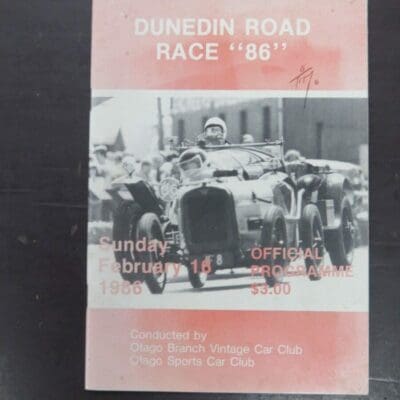 DUNEDIN ROAD
RACE "86"
Sunday
February 16
1986
OFFICIAL
PROGRAMME
$3.00
Conducted by
Otago Branch Vintage Car Club
Otago Sports Car Club